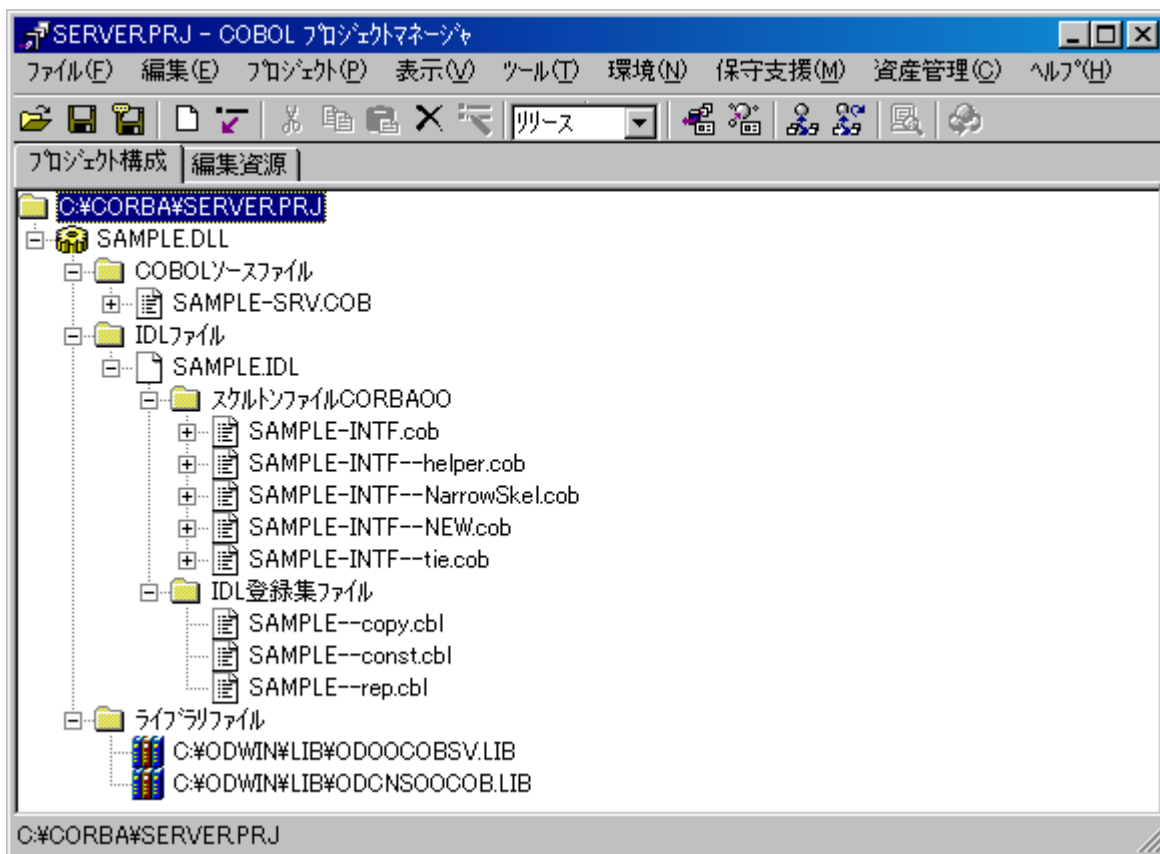 SERVER.PRJ - COBOL プロジェクトマネージャ
ファイル(F) 編集(E) プロジェクト(P) 表示(V) ツール(T) 環境(N) 保守支援(M) 資産管理(C) ヘルプ(H)
リリース
プロジェクト構成 編集資源
C:¥CORBA¥SERVER.PRJ
SAMPLE.DLL
COBOLソースファイル
SAMPLE-SRV.COB
IDLファイル
SAMPLE.IDL
スケルトンファイルCORBAOO
SAMPLE-INTF.cob
SAMPLE-INTF--helper.cob
SAMPLE-INTF--NarrowSkel.cob
SAMPLE-INTF--NEW.cob
SAMPLE-INTF--tie.cob
IDL登録集ファイル
SAMPLE--copy.cbl
SAMPLE--const.cbl
SAMPLE--rep.cbl
ライブラリファイル
C:¥ODWIN¥LIB¥ODOOCOBSV.LIB
C:¥ODWIN¥LIB¥ODCNSOOCOB.LIB
C:¥CORBA¥SERVER.PRJ